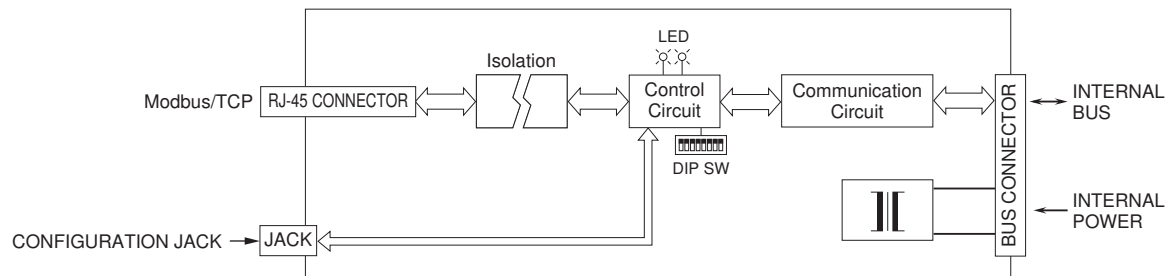 LED
Isolation
Modbus/TCP
RJ-45 CONNECTOR
Control
Circuit
Communication
Circuit
BUS CONNECTOR
INTERNAL
BUS
DIP SW
INTERNAL
POWER
CONFIGURATION JACK
JACK